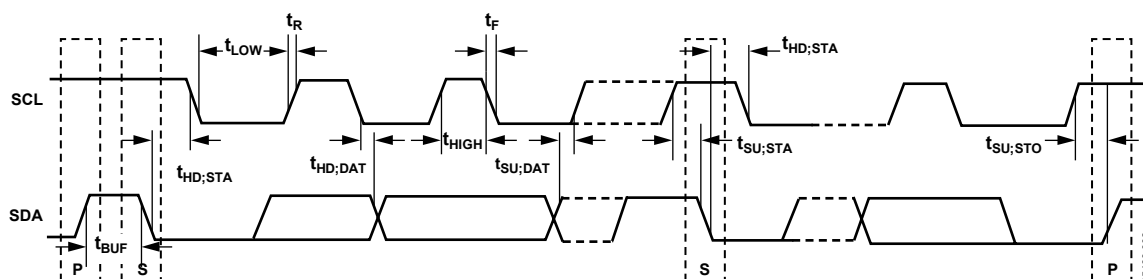 tR
tF
tLOW
tHD;STA
SCL
tHIGH
tSU;STA
tSU;STO
tHD;DAT
tSU;DAT
tHD;STA
SDA
tBUF
P
S
S
P